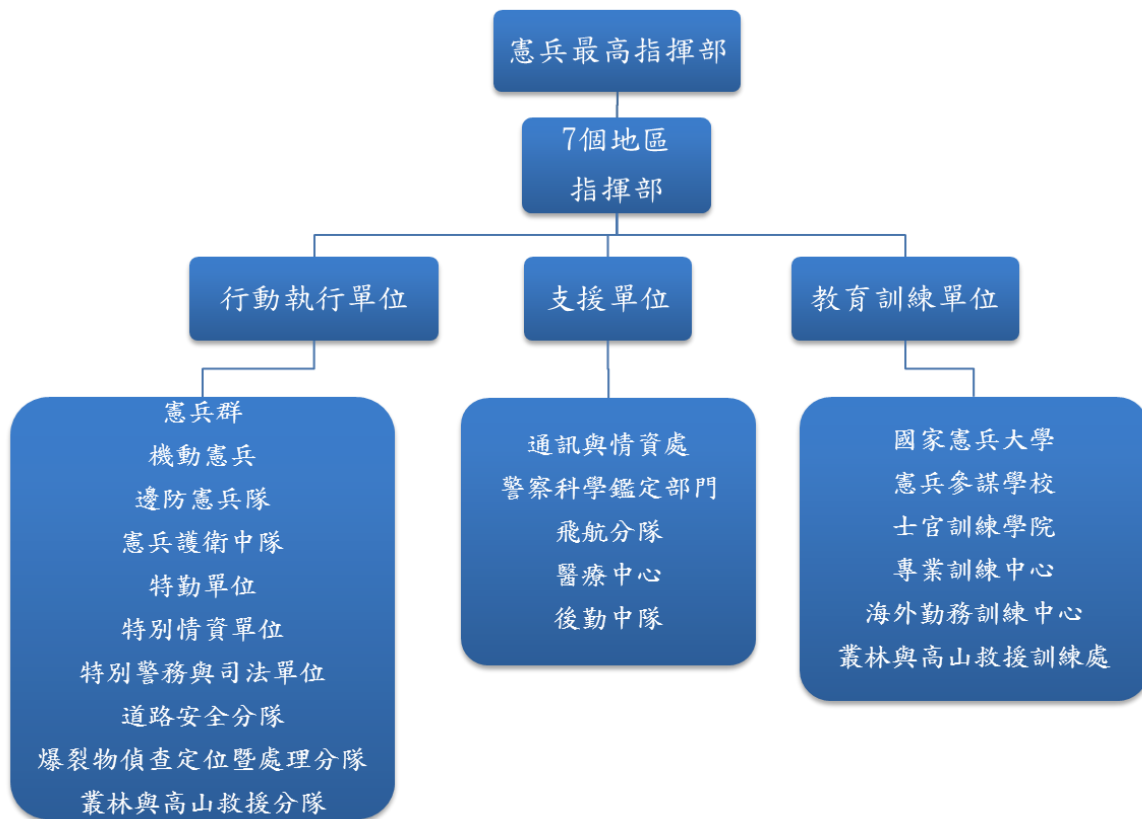 憲兵最高指揮部
7個地區
指揮部
行動執行單位
支援單位
教育訓練單位
憲兵群
機動憲兵
邊防憲兵隊
憲兵護衛中隊
特勤單位
特別情資單位
特別警務與司法單位
道路安全分隊
爆裂物偵查定位暨處理分隊
叢林與高山救援分隊
通訊與情資處
警察科學鑑定部門
飛航分隊
醫療中心
後勤中隊
國家憲兵大學
憲兵參謀學校
士官訓練學院
專業訓練中心
海外勤務訓練中心
叢林與高山救援訓練處